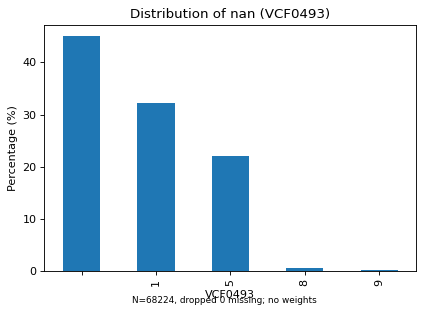 Distribution of nan (VCF0493)
Percentage (%)
40
30
20
10
0
1
5
8
9
VCF0493
N=68224, dropped 0 missing; no weights